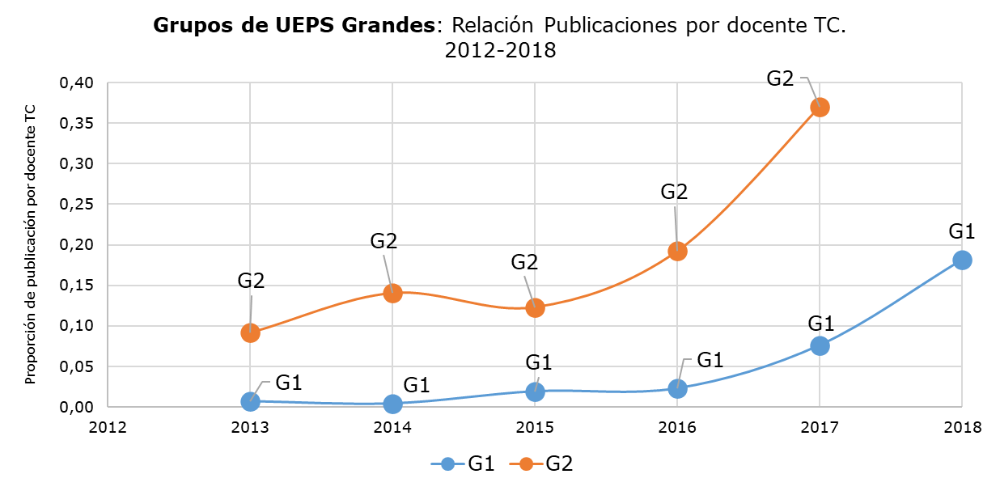 Grupos de UEPS Grandes: Relación Publicaciones por docente TC.
2012-2018
Proporción de publicación por docente TC
0,40
0,35
0,30
0,25
0,20
0,15
0,10
0,05
0,00
G2
G2
G2
G2
G2
G1
G1
G1
G1
G1
G1
2012
2013
2014
2015
2016
2017
2018
G1
G2